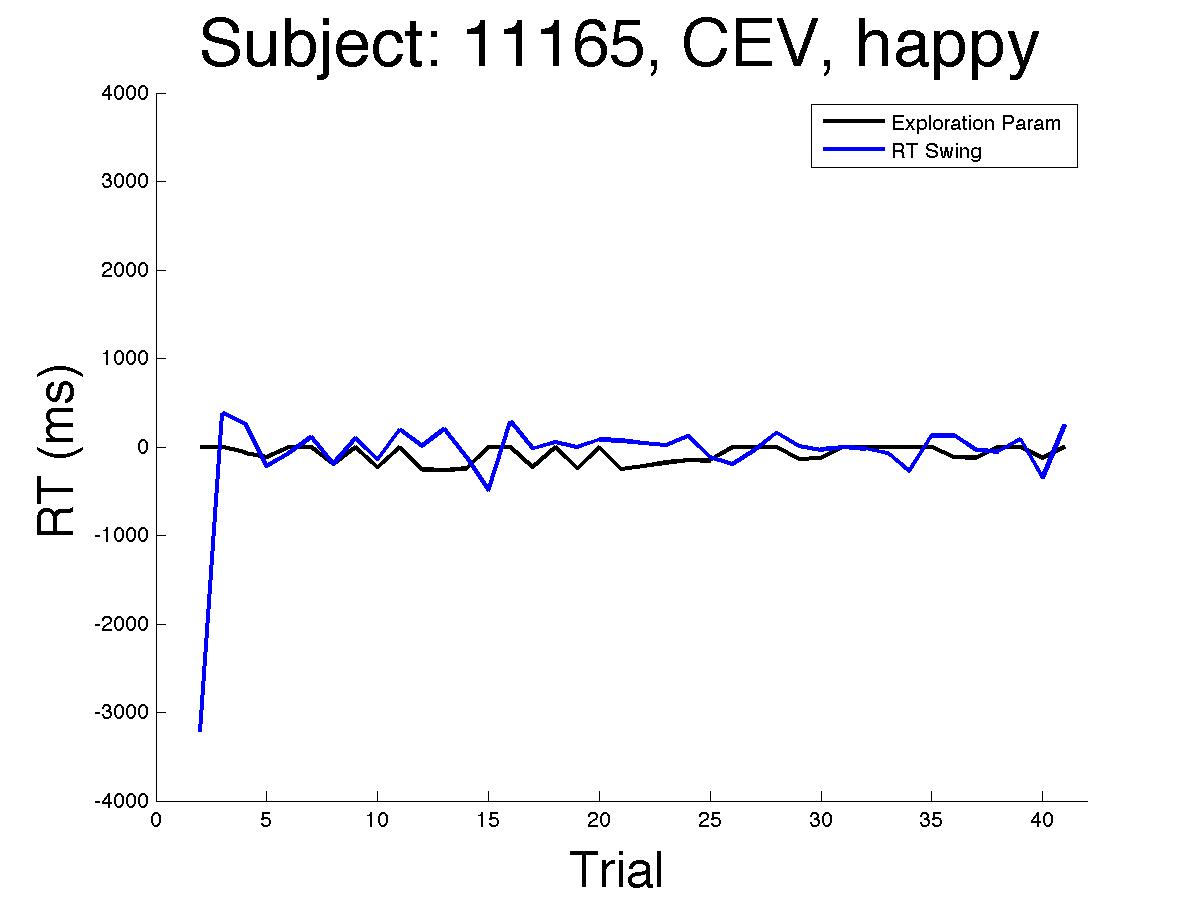 Subject: 11165, CEV, happy
4000
3000
2000
1000
0
-1000
-2000
-3000
-4000
RT (ms)
Exploration Param
RT Swing
0 5 10 15 20 25 30 35 40
Trial